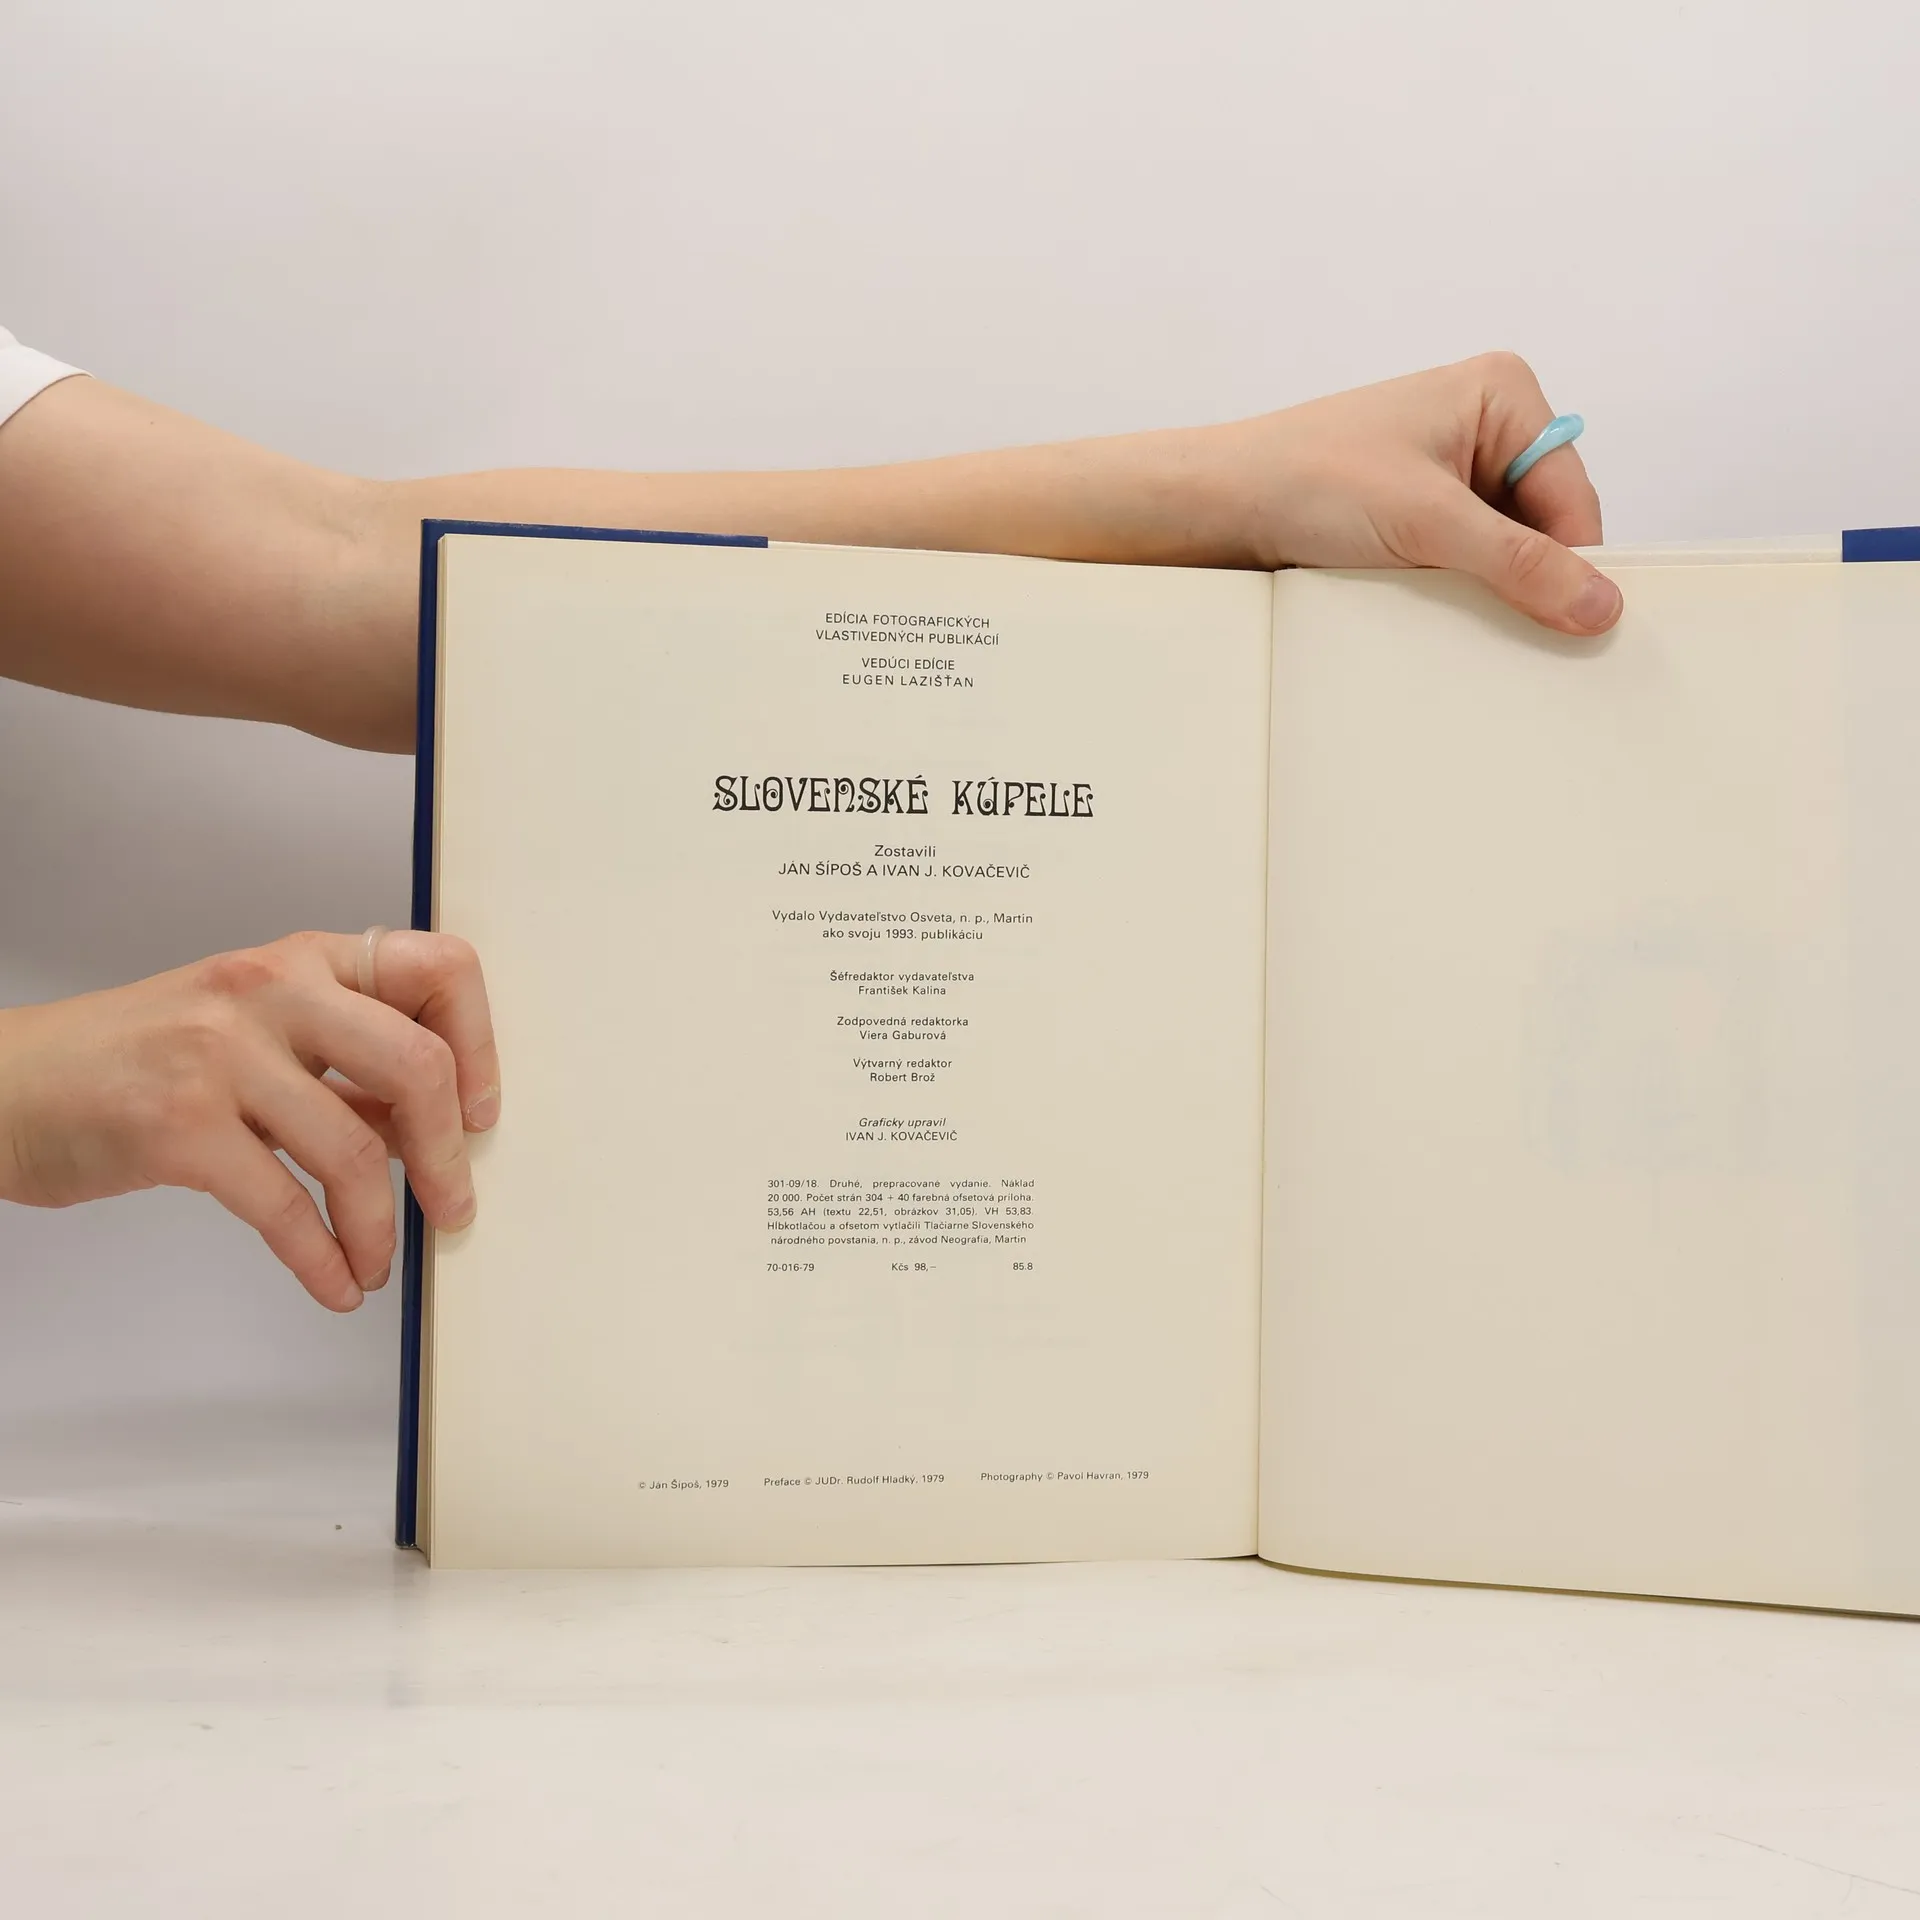 EDÍCIA FOTOGRAFICKÝCH
VLASTIVEDNÝCH PUBLIKÁCIÍ
VEDÚCI EDÍCIE
EUGEN LAZIŠŤAN
SLOVENSKÉ KÚPELE
Zostavili
JÁN ŠÍPOŠ A IVAN J. KOVAČEVIČ
Vydalo Vydavateľstvo Osveta, n. p., Martin
ako svoju 1993. publikáciu
Šéfredaktor vydavateľstva
František Kalina
Zodpovedná redaktorka
Viera Gaburová
Výtvarný redaktor
Robert Brož
Graficky upravil
IVAN J. KOVAČEVIČ
301-09/18. Druhé, prepracované vydanie. Náklad
20 000. Počet strán 304 + 40 farebná ofsetová príloha.
53,56 AH (textu 22,51, obrázkov 31,05). VH 53,83.
Hĺbkotlačou a ofsetom vytlačili Tlačiarne Slovenského
národného povstania, n. p., závod Neografia, Martin
70-016-79 Kčs 98,– 85.8
© Ján Šípoš, 1979 Preface © JUDr. Rudolf Hladký, 1979 Photography © Pavol Havran, 1979